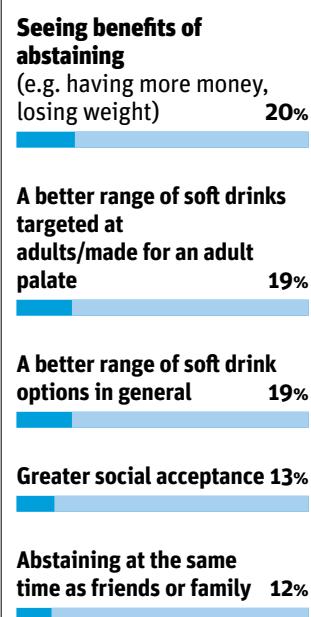 Seeing benefits of
abstaining
(e.g. having more money,
losing weight) 20%
A better range of soft drinks
targeted at
adults/made for an adult
palate 19%
A better range of soft drink
options in general 19%
Greater social acceptance 13%
Abstaining at the same
time as friends or family 12%